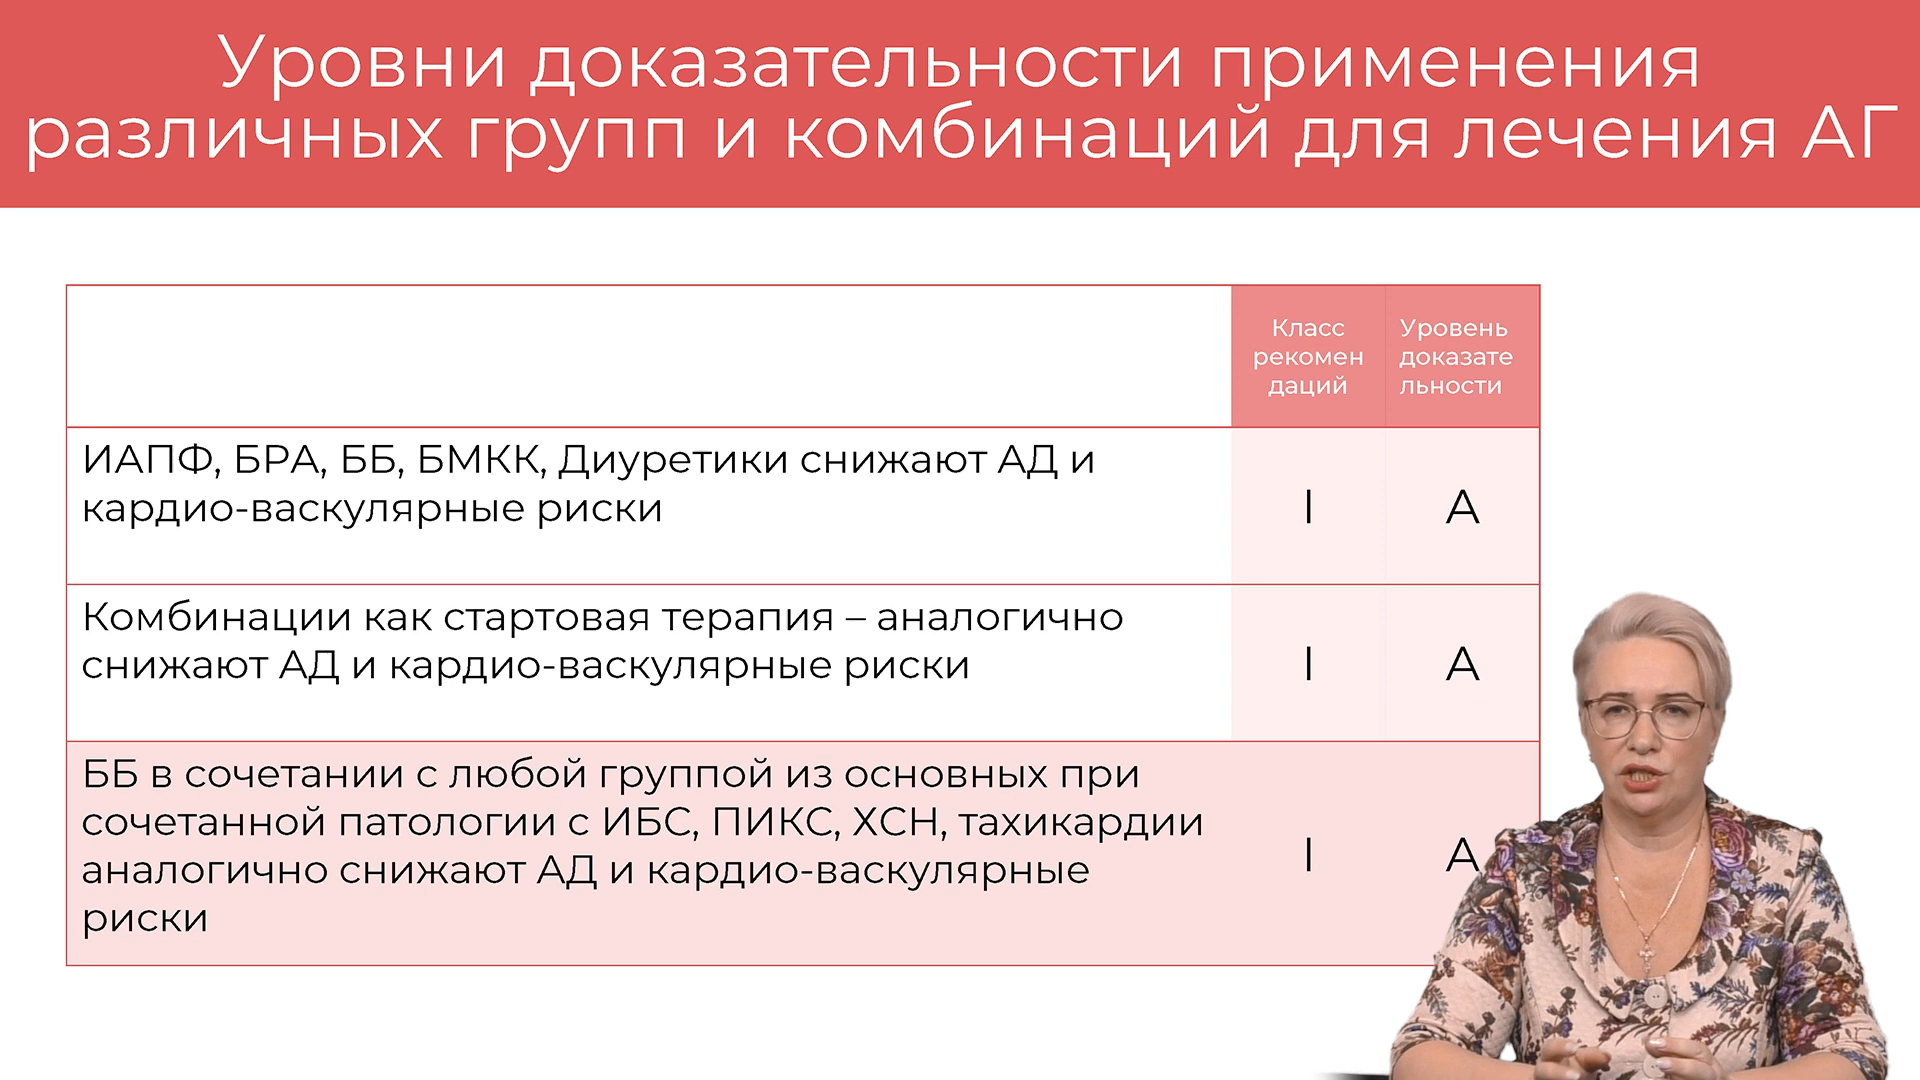 Уровни доказательности применения
различных групп и комбинаций для лечения АГ
Класс
рекомен
даций
Уровень
доказате
льности
ИАПФ, БРА, ББ, БМКК, Диуретики снижают АД и
кардио-васкулярные риски
I
A
Комбинации как стартовая терапия – аналогично
снижают АД и кардио-васкулярные риски
I
A
ББ в сочетании с любой группой из основных при
сочетанной патологии с ИБС, ПИКС, ХСН, тахикардии
аналогично снижают АД и кардио-васкулярные
риски
I
A